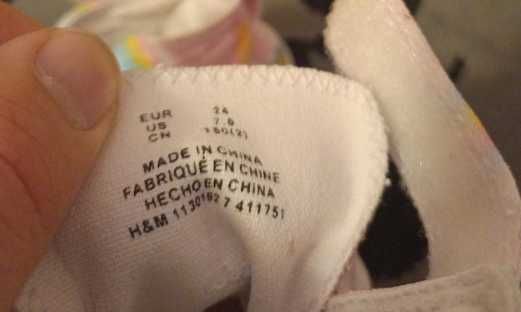 EUR 24
US 7.5
CN 150(2)
MADE IN CHINA
FABRIQUÉ EN CHINE
HECHO EN CHINA
H&M 1130192 7 411751